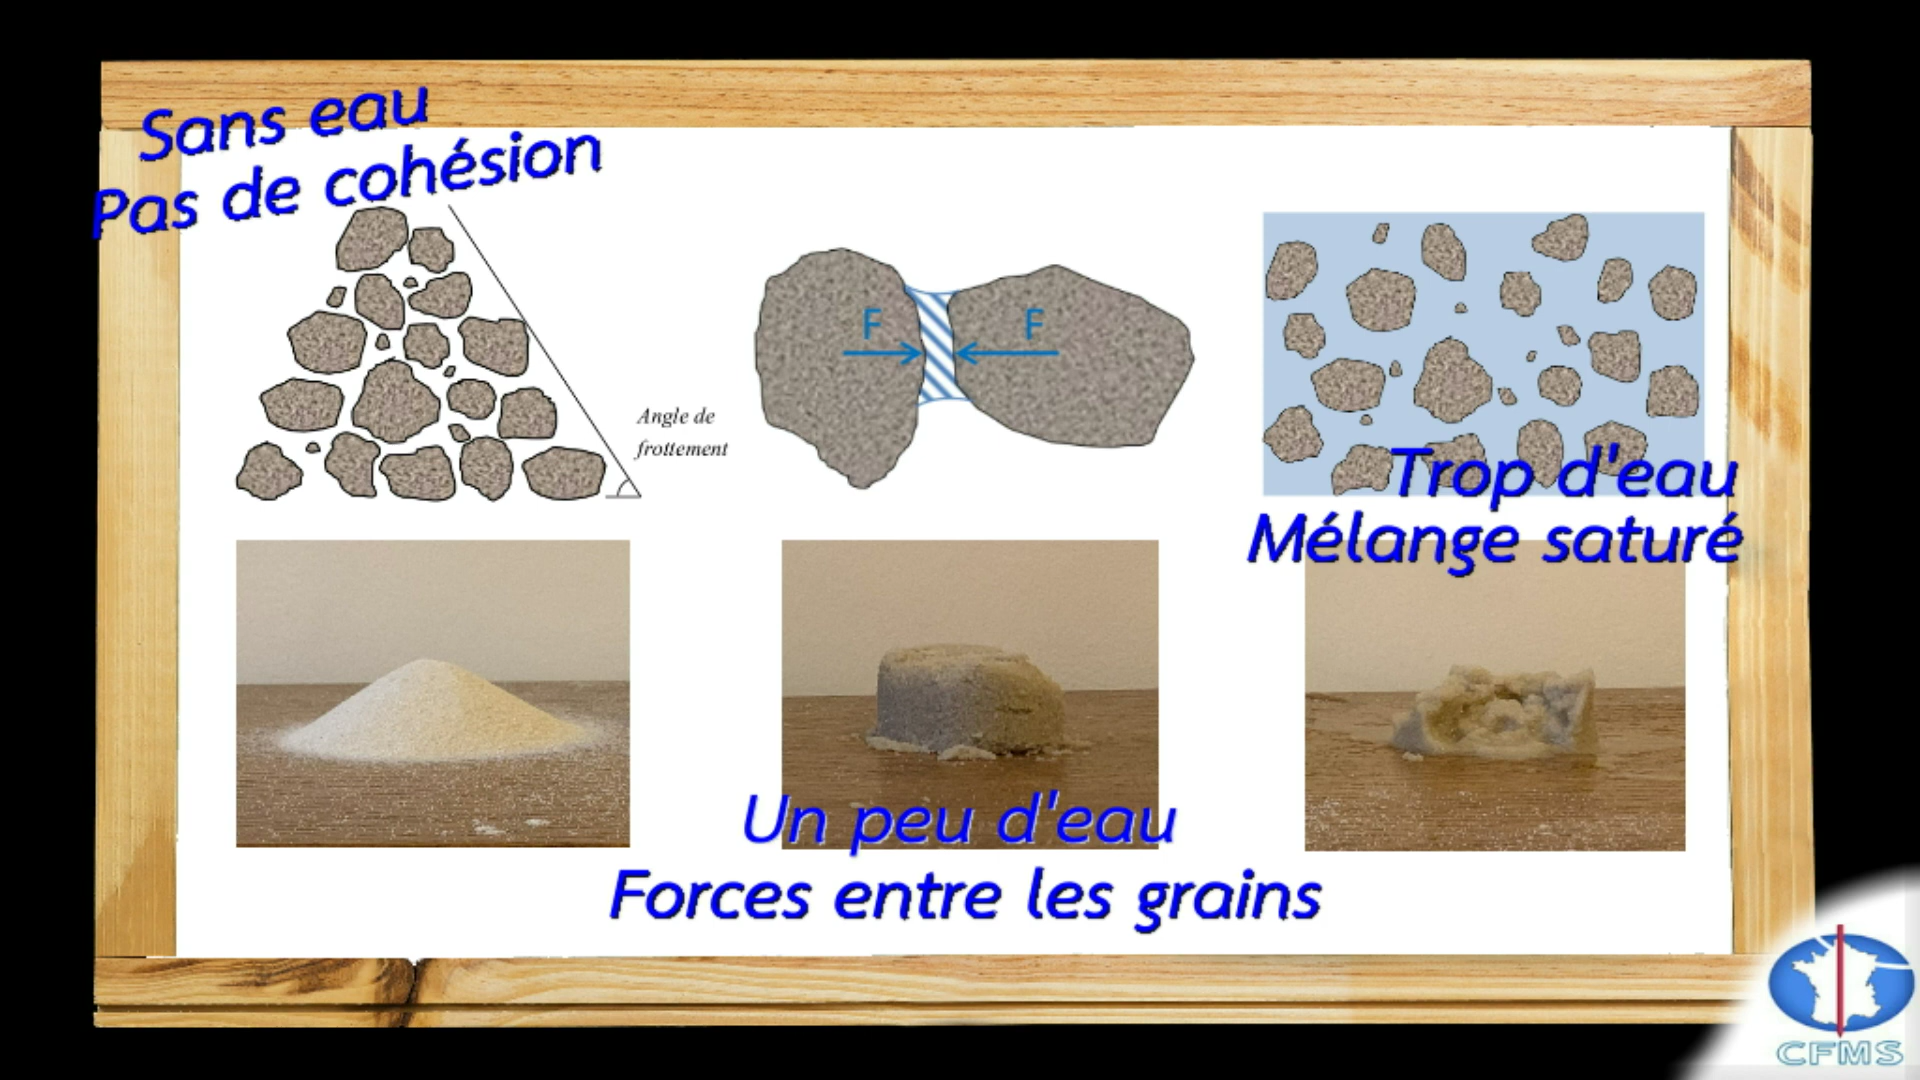 Sans eau
Pas de cohésion
Angle de
frottement
F
F
Trop d'eau
Mélange saturé
Un peu d'eau
Forces entre les grains
CFMS